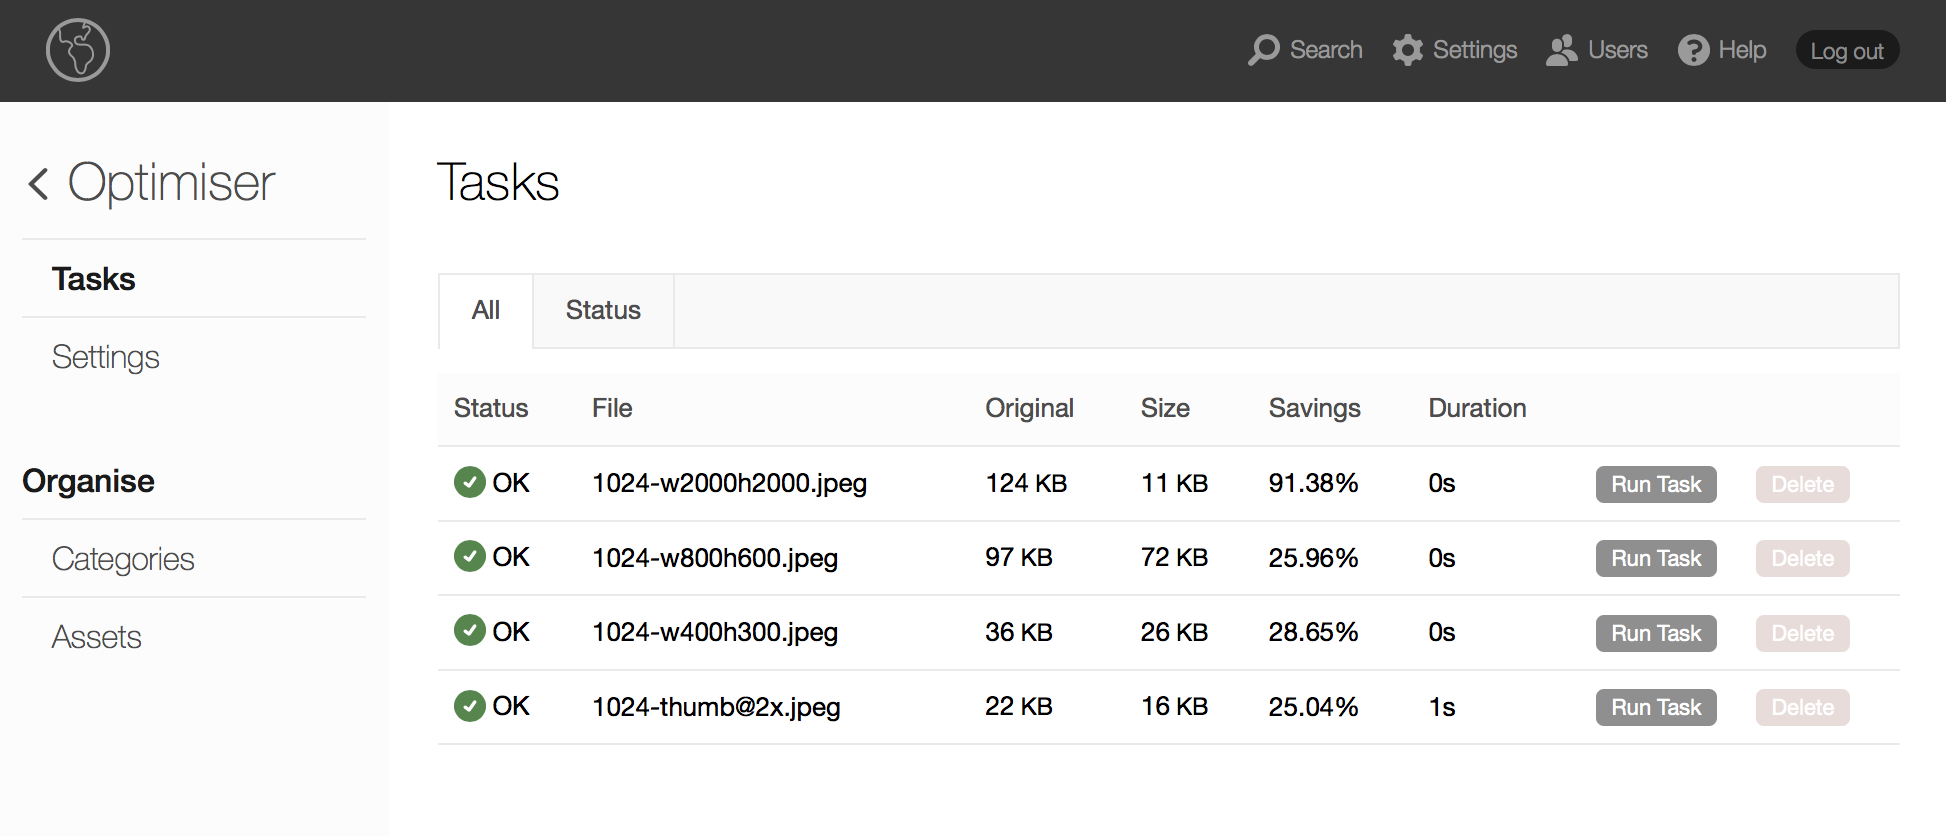 Search Settings Users Help Log out
Optimiser
Tasks
Settings
Organise
Categories
Assets
Tasks
All Status
Status File Original Size Savings Duration
OK 1024-w2000h2000.jpeg 124 KB 11 KB 91.38% 0s Run Task Delete
OK 1024-w800h600.jpeg 97 KB 72 KB 25.96% 0s Run Task Delete
OK 1024-w400h300.jpeg 36 KB 26 KB 28.65% 0s Run Task Delete
OK 1024-thumb@2x.jpeg 22 KB 16 KB 25.04% 1s Run Task Delete